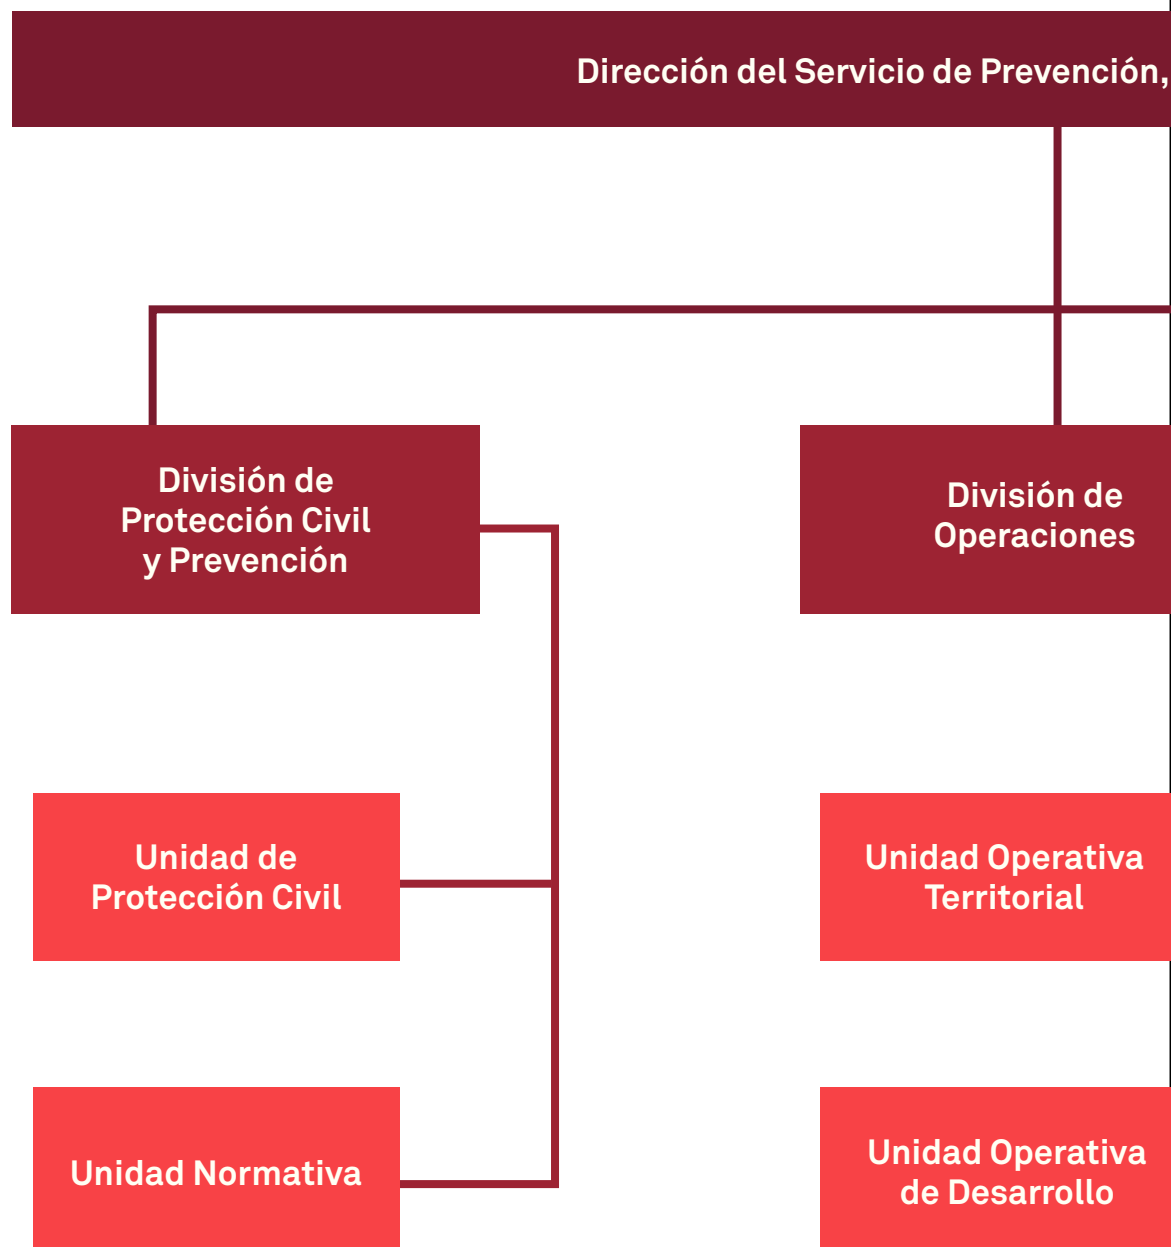 Dirección del Servicio de Prevención,
División de
Protección Civil
y Prevención
División de
Operaciones
Unidad de
Protección Civil
Unidad Operativa
Territorial
Unidad Normativa
Unidad Operativa
de Desarrollo